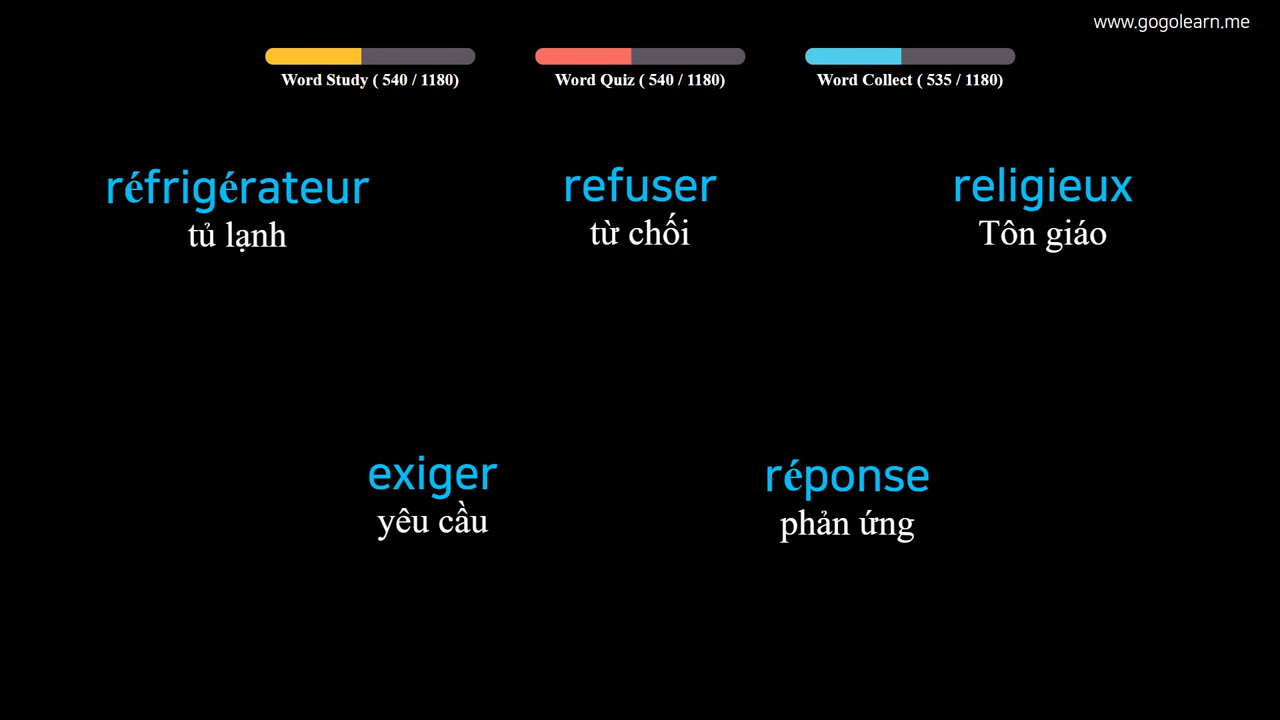 www.gogolearn.me
Word Study ( 540 / 1180)
Word Quiz ( 540 / 1180)
Word Collect ( 535 / 1180)
réfrigérateur
tủ lạnh
refuser
từ chối
religieux
Tôn giáo
exiger
yêu cầu
réponse
phản ứng